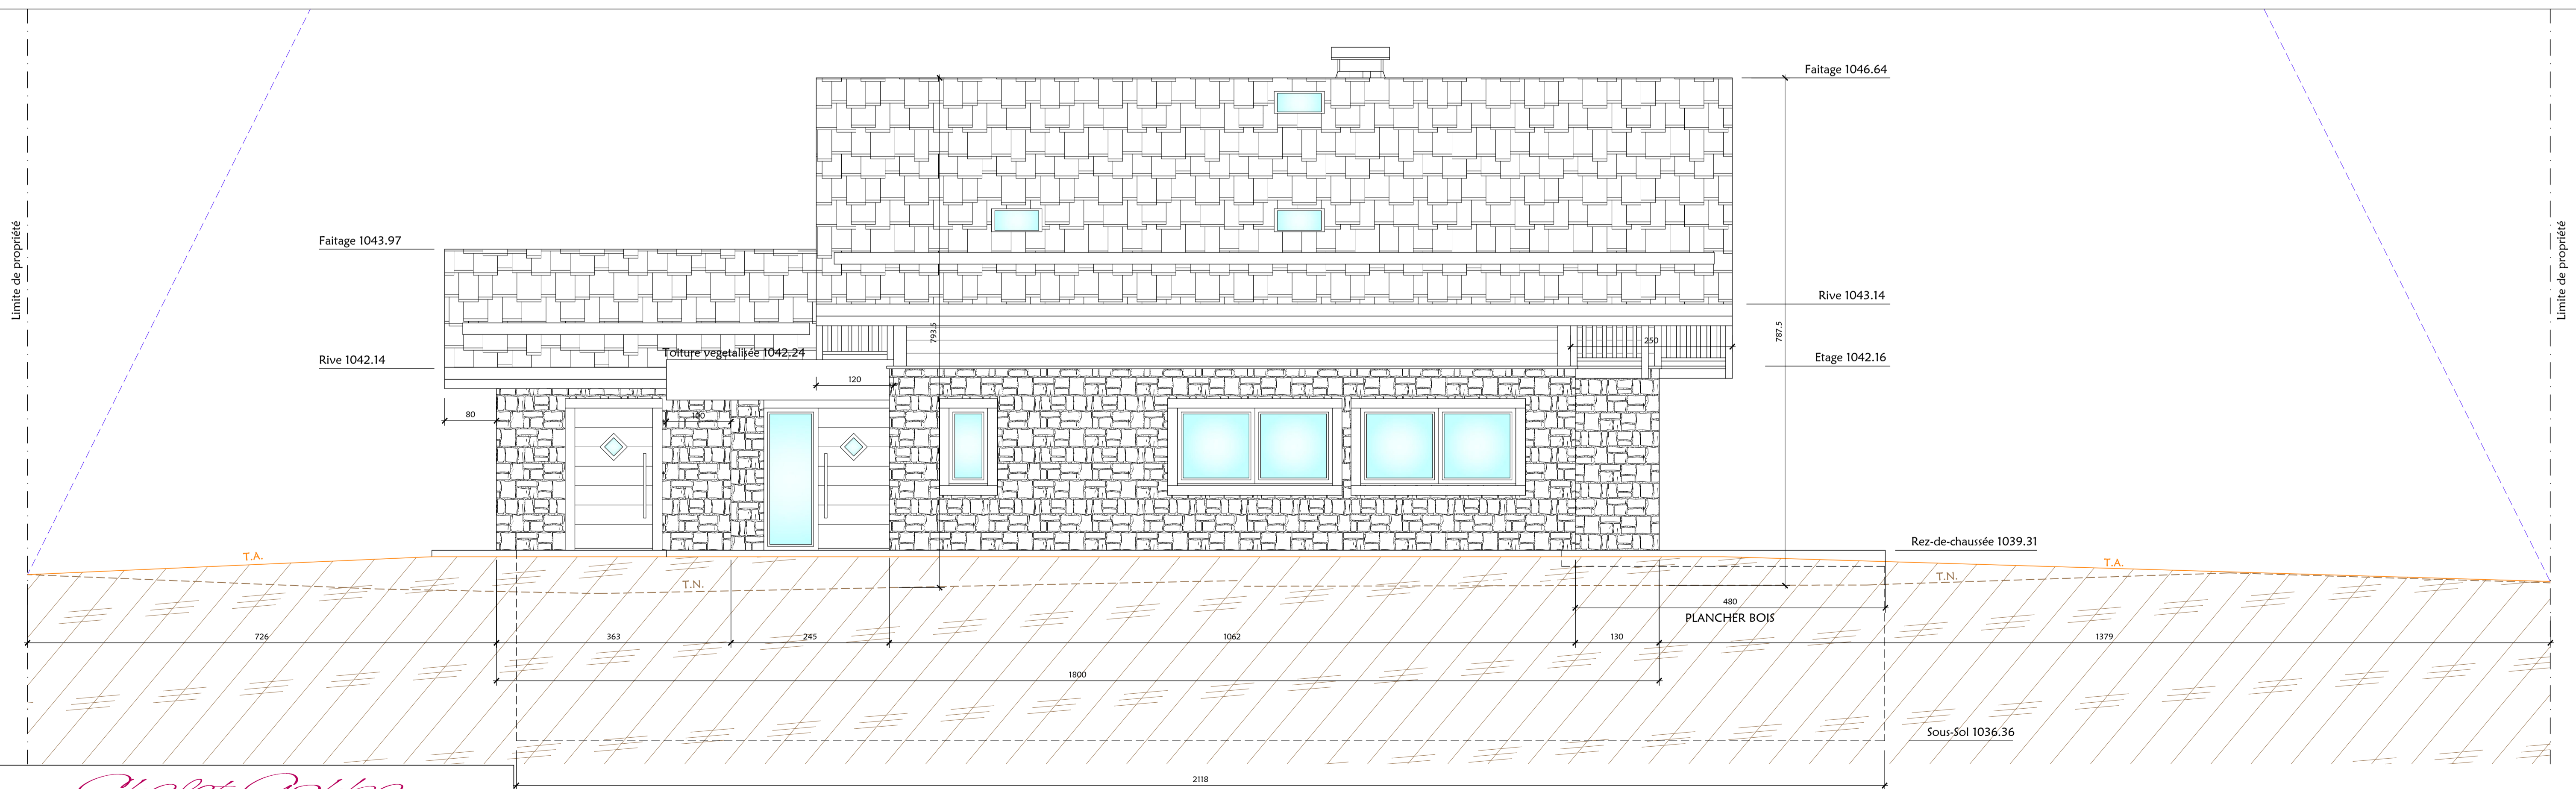 Faitage 1046.64
Limite de propriété
Limite de propriété
Faitage 1043.97
Rive 1043.14
793.5
787.5
250
Toiture vegetalisée 1042.24
Rive 1042.14
Etage 1042.16
120
80
100
Rez-de-chaussée 1039.31
T.A.
T.A.
T.N.
T.N.
480
PLANCHER BOIS
726
363
245
1062
130
1379
1800
Sous-Sol 1036.36
2118